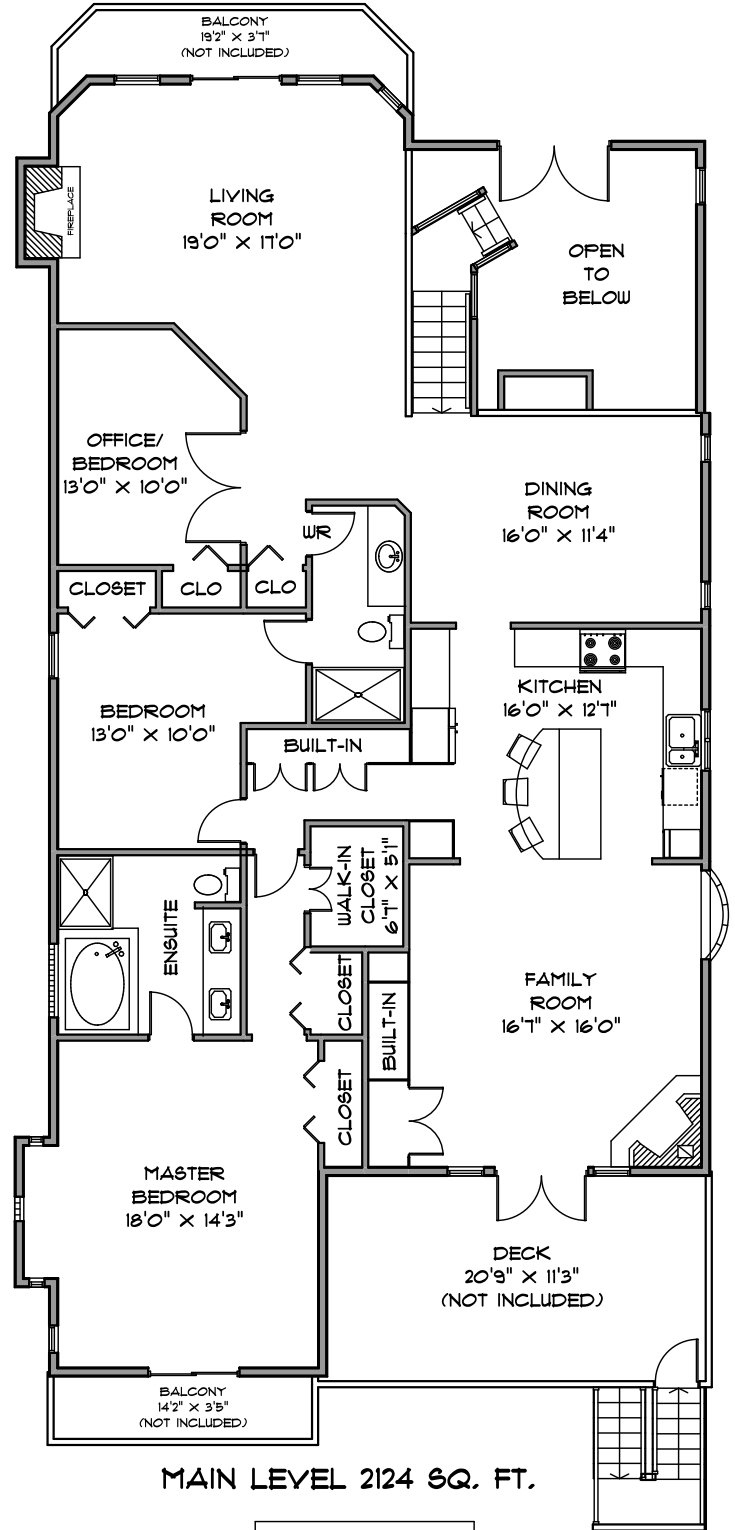 BALCONY
19'2" X 3'7"
(NOT INCLUDED)
FIREPLACE
LIVING
ROOM
19'0" X 17'0"
OPEN
TO
BELOW
OFFICE/
BEDROOM
13'0" X 10'0"
DINING
ROOM
16'0" X 11'4"
WR
CLOSET
CLO
CLO
KITCHEN
16'0" X 12'7"
BEDROOM
13'0" X 10'0"
BUILT-IN
WALK-IN
CLOSET
6'7" X 5'1"
ENSUITE
CLOSET
FAMILY
ROOM
16'7" X 16'0"
BUILT-IN
CLOSET
MASTER
BEDROOM
18'0" X 14'3"
DECK
20'9" X 11'3"
(NOT INCLUDED)
BALCONY
14'2" X 3'5"
(NOT INCLUDED)
MAIN LEVEL 2124 SQ. FT.